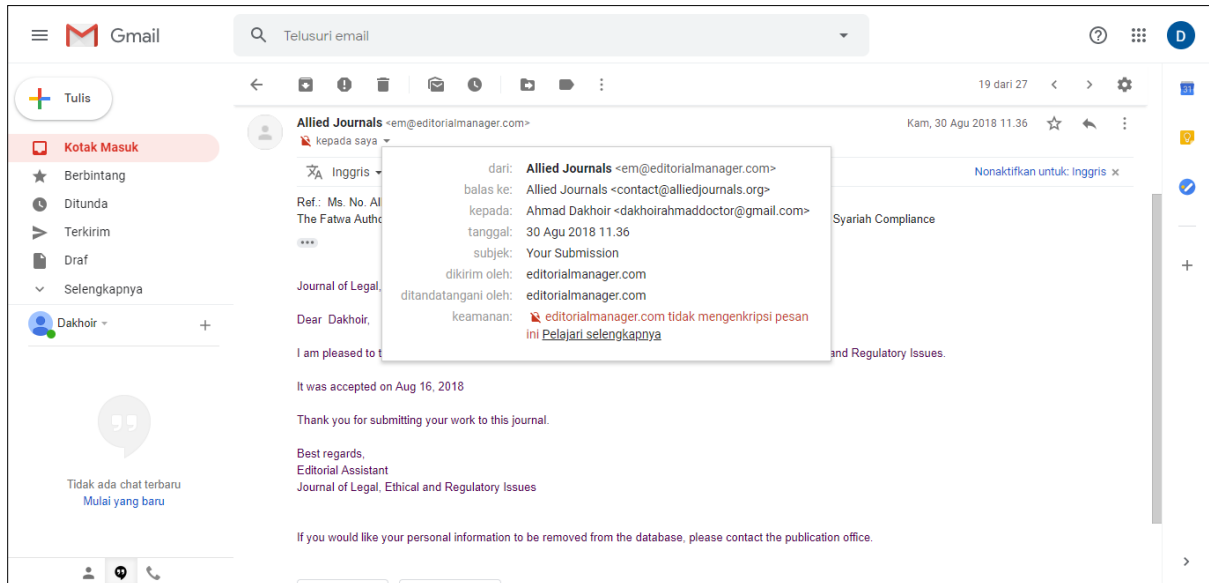 Gmail
Telusuri email
D
Tulis
19 dari 27
31
Allied Journals <em@editorialmanager.com>
Kam, 30 Agu 2018 11.36
kepada saya
Kotak Masuk
Berbintang
Ditunda
Terkirim
Draf
Selengkapnya
Dakhoir
Tidak ada chat terbaru
Mulai yang baru
Inggris
Nonaktifkan untuk: Inggris ×
dari: Allied Journals <em@editorialmanager.com>
balas ke: Allied Journals <contact@alliedjournals.org>
kepada: Ahmad Dakhoir <dakhoirahmaddoctor@gmail.com>
tanggal: 30 Agu 2018 11.36
subjek: Your Submission
dikirim oleh: editorialmanager.com
ditandatangani oleh: editorialmanager.com
keamanan: editorialmanager.com tidak mengenkripsi pesan
ini Pelajari selengkapnya
Ref.: Ms. No.
The Fatwa Syariah Compliance
Journal of Legal,
Dear Dakhoir,
I am pleased to and Regulatory Issues.
It was accepted on Aug 16, 2018
Thank you for submitting your work to this journal.
Best regards,
Editorial Assistant
Journal of Legal, Ethical and Regulatory Issues
If you would like your personal information to be removed from the database, please contact the publication office.